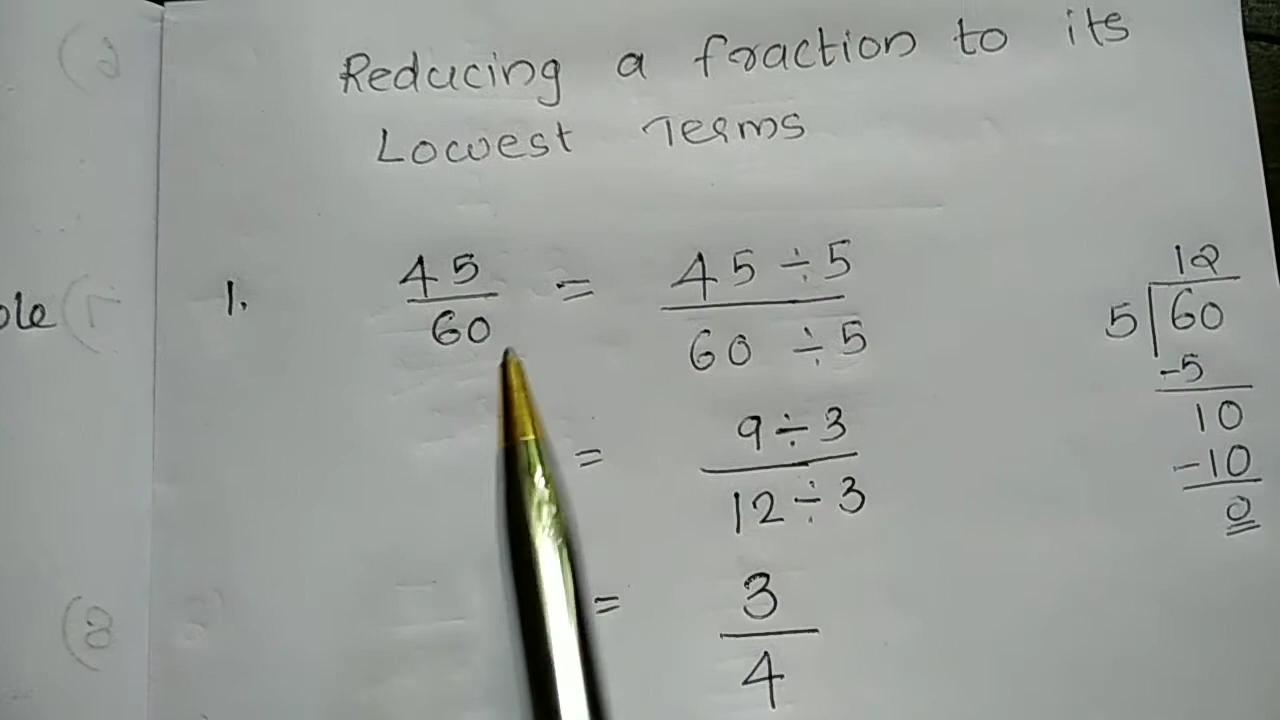 Reducing a fraction to its
Lowest Terms
1. 45/60 = 45÷5/60÷5
= 9÷3/12÷3
= 3/4
12
5 60
-5
10
-10
0